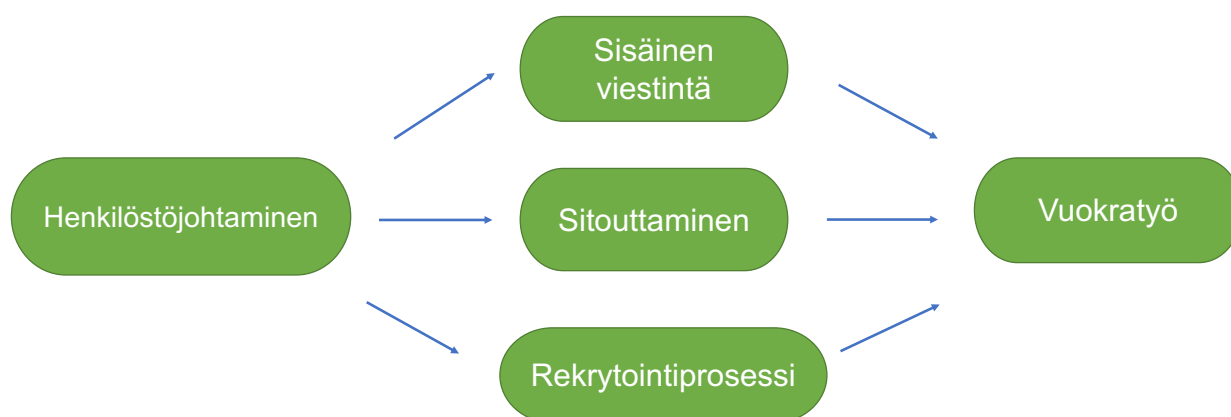 Sisäinen
viestintä
Henkilöstöjohtaminen
Sitouttaminen
Vuokratyö
Rekrytointiprosessi